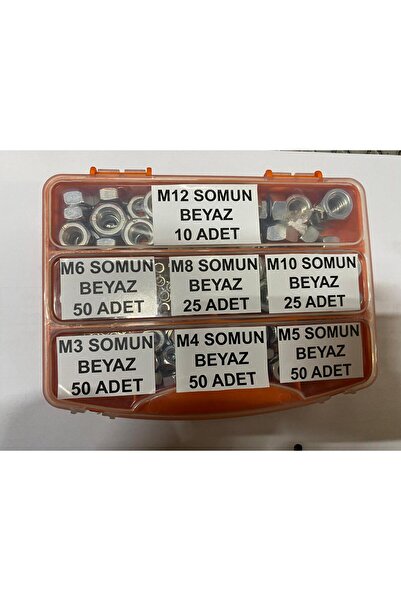 M12 SOMUN
BEYAZ
10 ADET
M6 SOMUN
BEYAZ
50 ADET
M8 SOMUN
BEYAZ
25 ADET
M10 SOMUN
BEYAZ
25 ADET
M3 SOMUN
BEYAZ
50 ADET
M4 SOMUN
BEYAZ
50 ADET
M5 SOMUN
BEYAZ
50 ADET